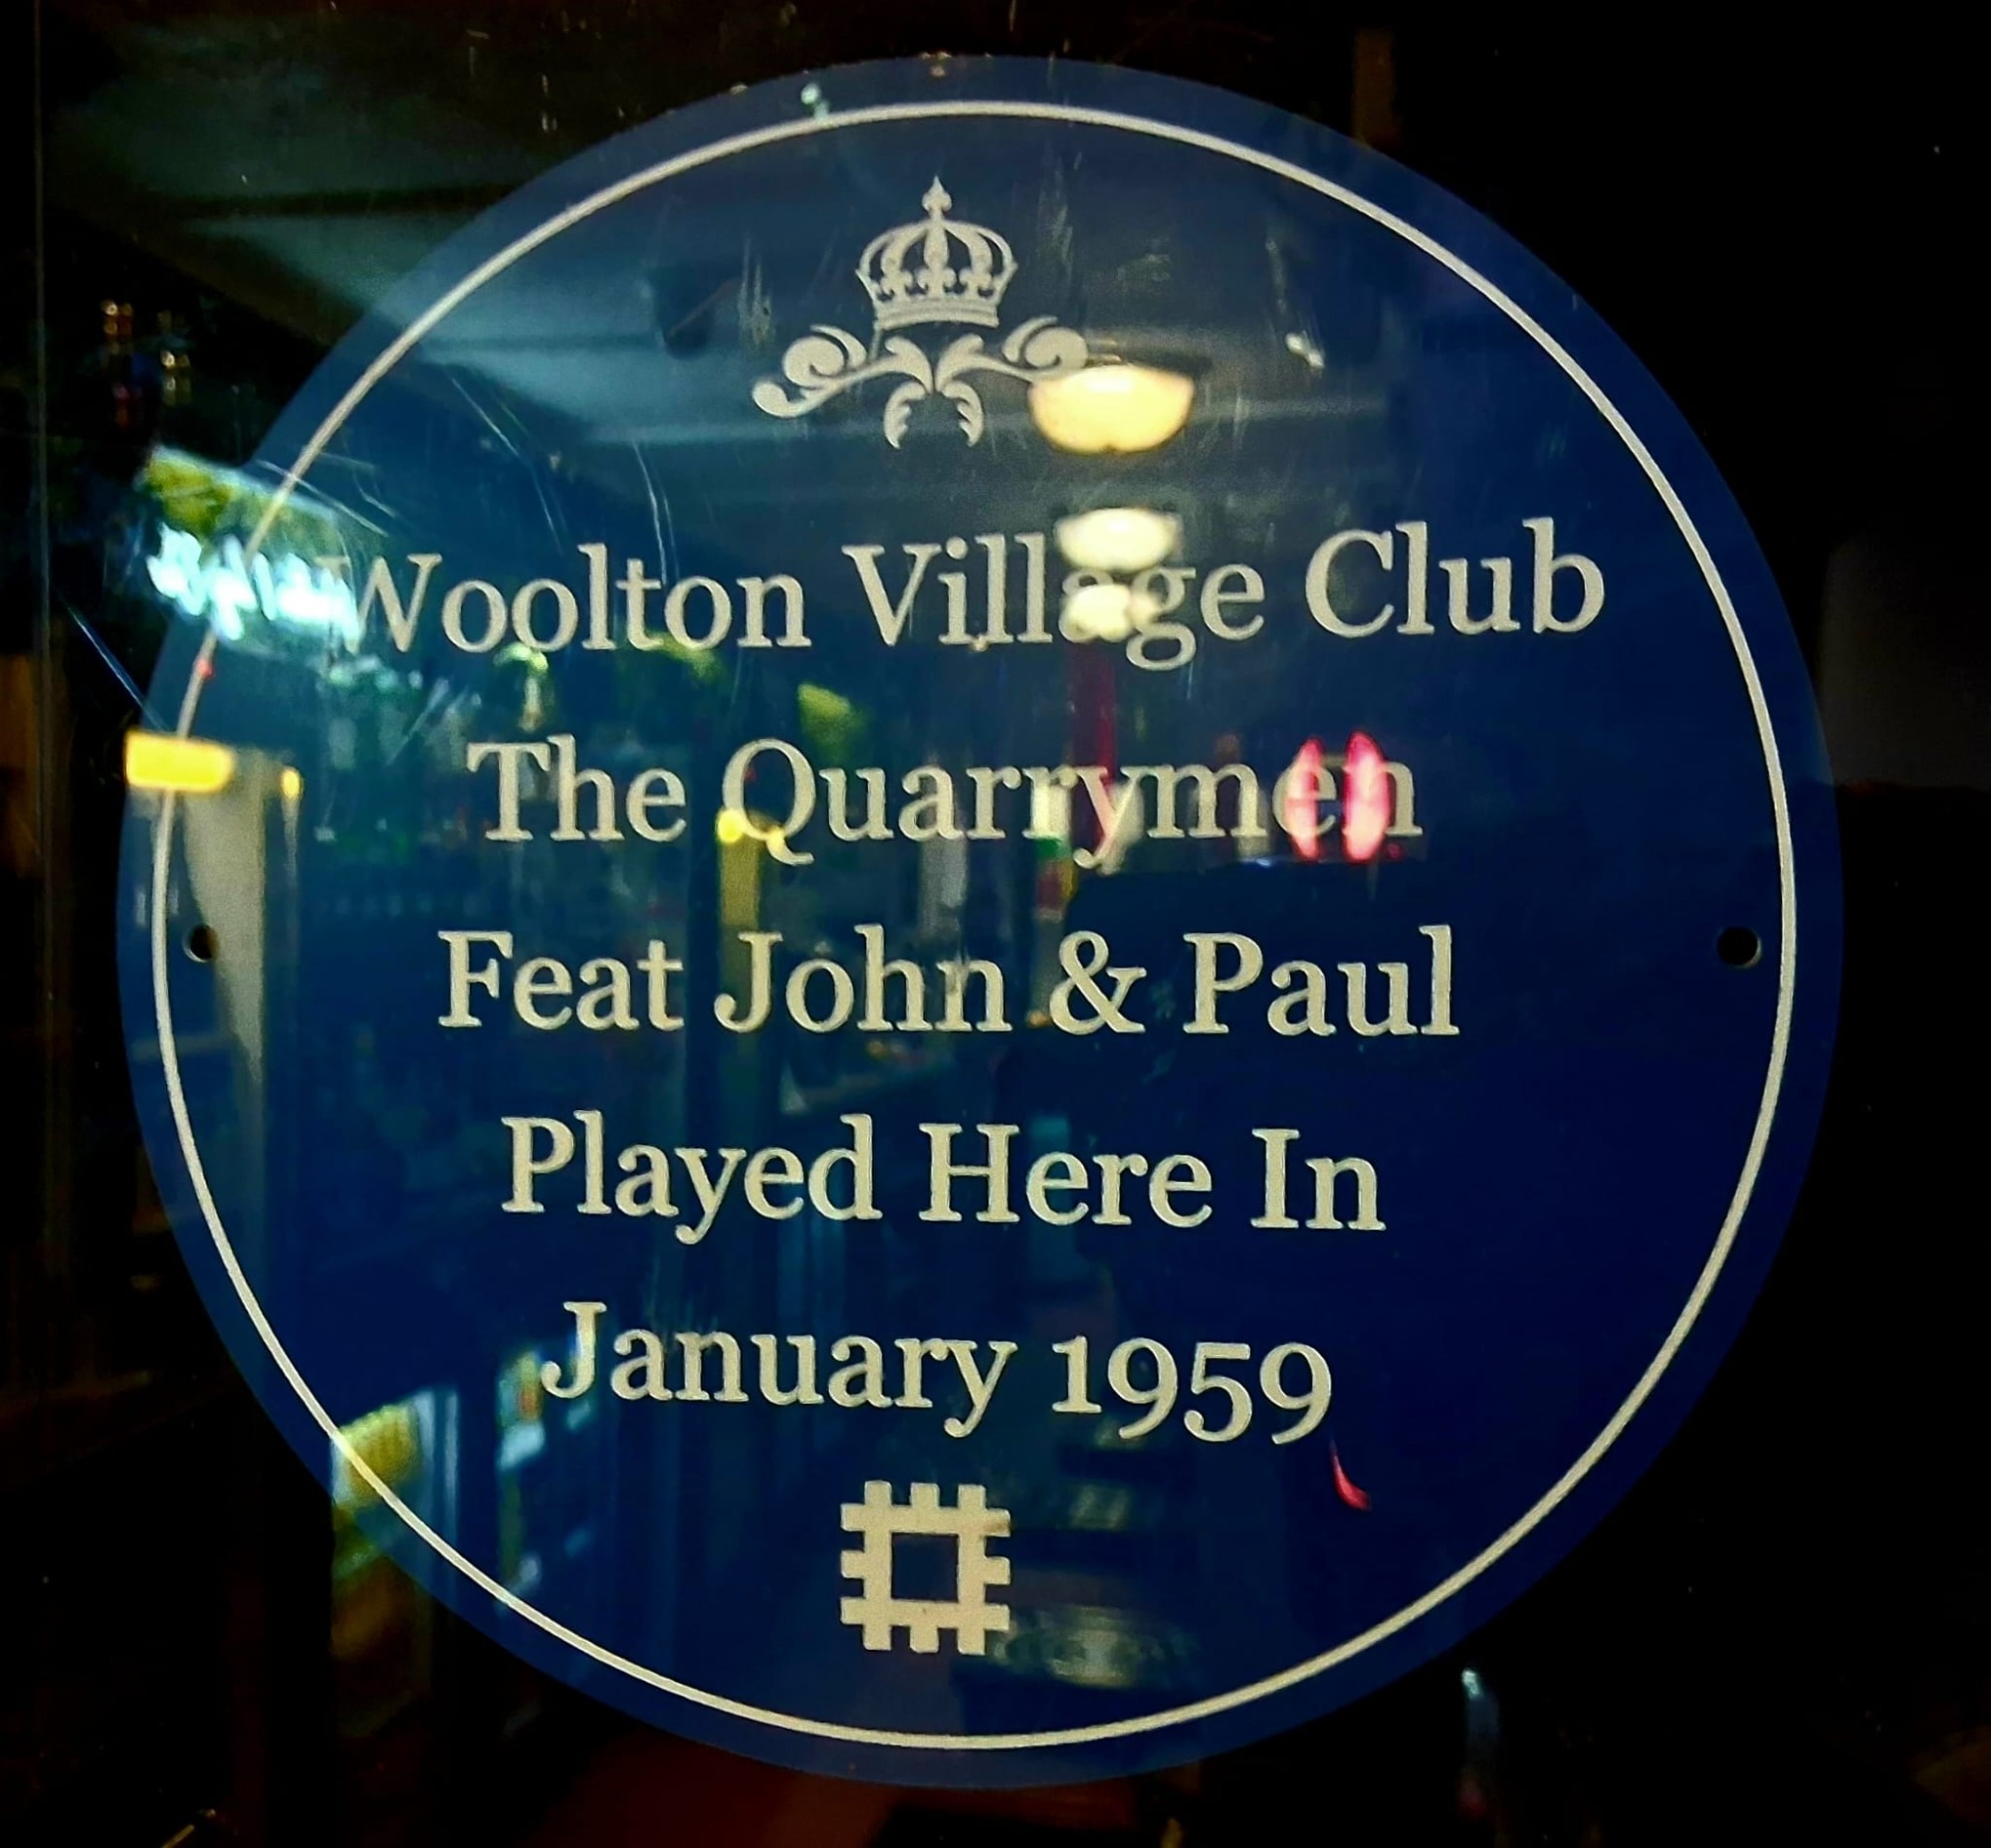 Woolton Village Club
The Quarrymen
Feat John & Paul
Played Here In
January 1959